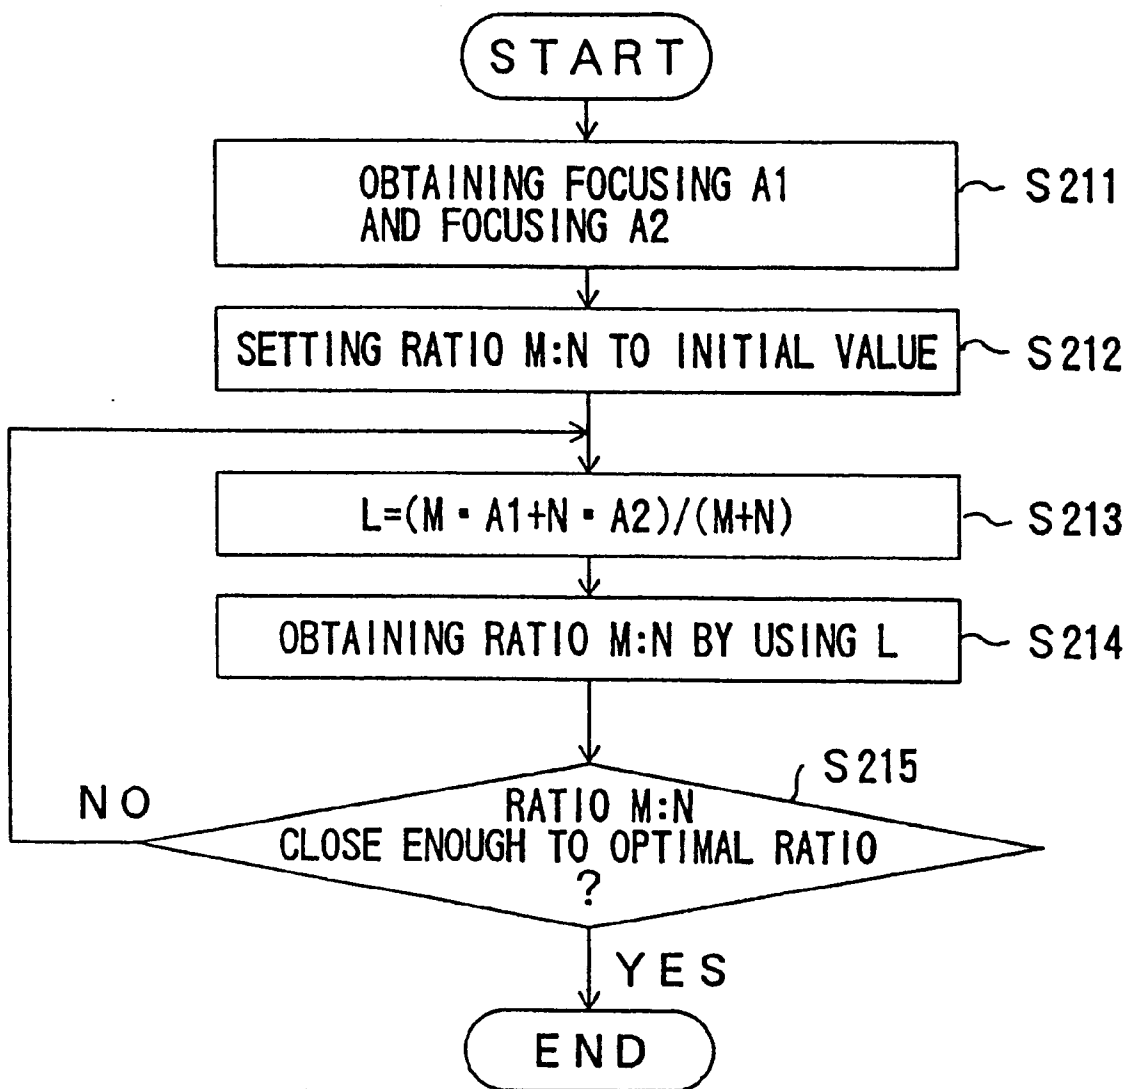 START
OBTAINING FOCUSING A1
AND FOCUSING A2
S211
SETTING RATIO M:N TO INITIAL VALUE
S212
L=(M・A1+N・A2)/(M+N)
S213
OBTAINING RATIO M:N BY USING L
S214
S215
NO
RATIO M:N
CLOSE ENOUGH TO OPTIMAL RATIO
?
YES
END